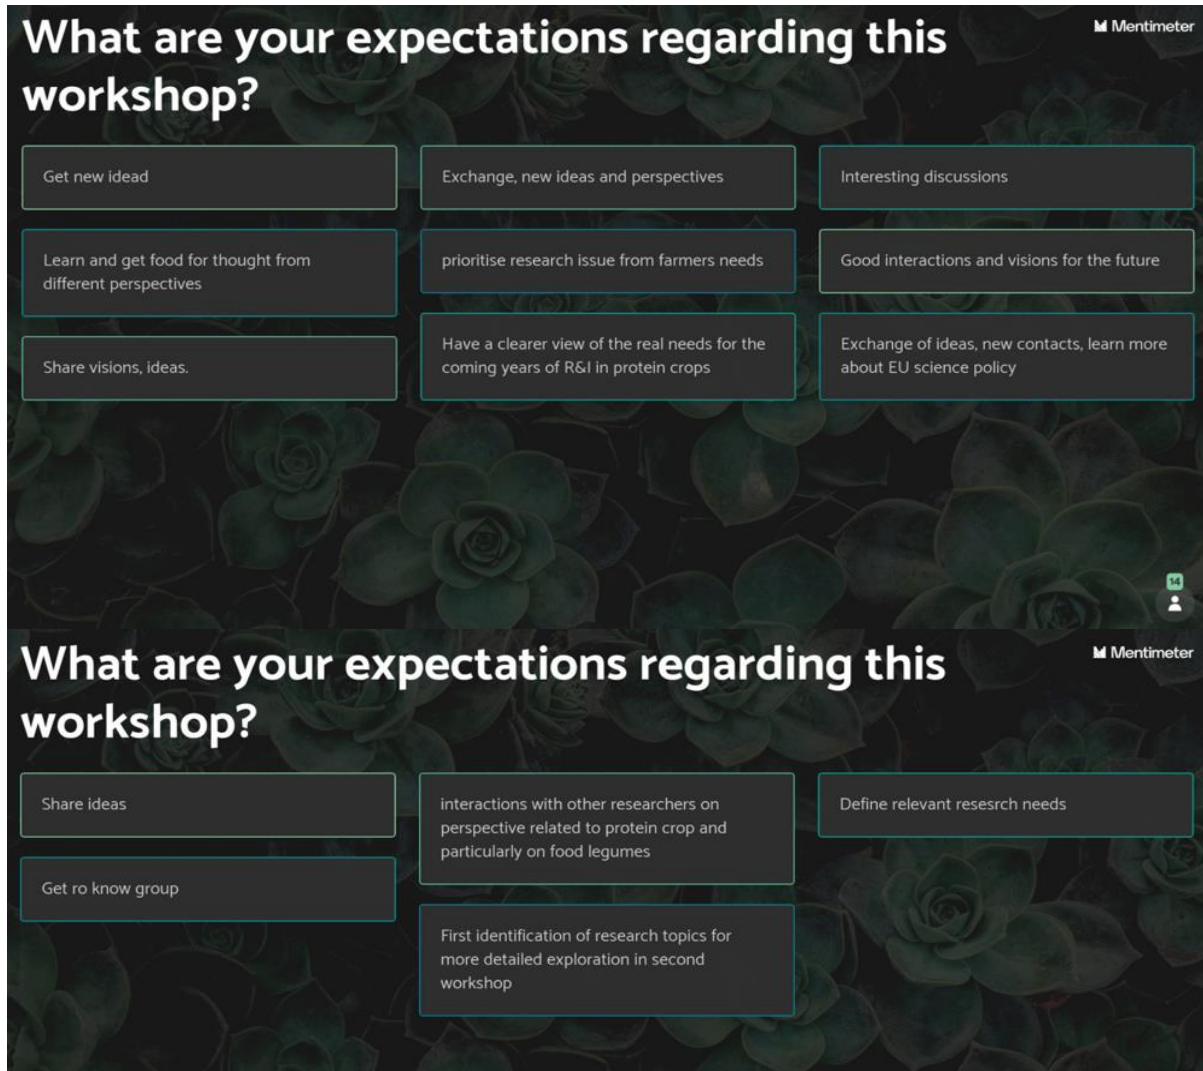 What are your expectations regarding this
workshop?
Mentimeter
Get new idead
Exchange, new ideas and perspectives
Interesting discussions
Learn and get food for thought from
different perspectives
prioritise research issue from farmers needs
Good interactions and visions for the future
Share visions, ideas.
Have a clearer view of the real needs for the
coming years of R&I in protein crops
Exchange of ideas, new contacts, learn more
about EU science policy
14
What are your expectations regarding this
workshop?
Mentimeter
Share ideas
interactions with other researchers on
perspective related to protein crop and
particularly on food legumes
Define relevant resesrch needs
Get ro know group
First identification of research topics for
more detailed exploration in second
workshop